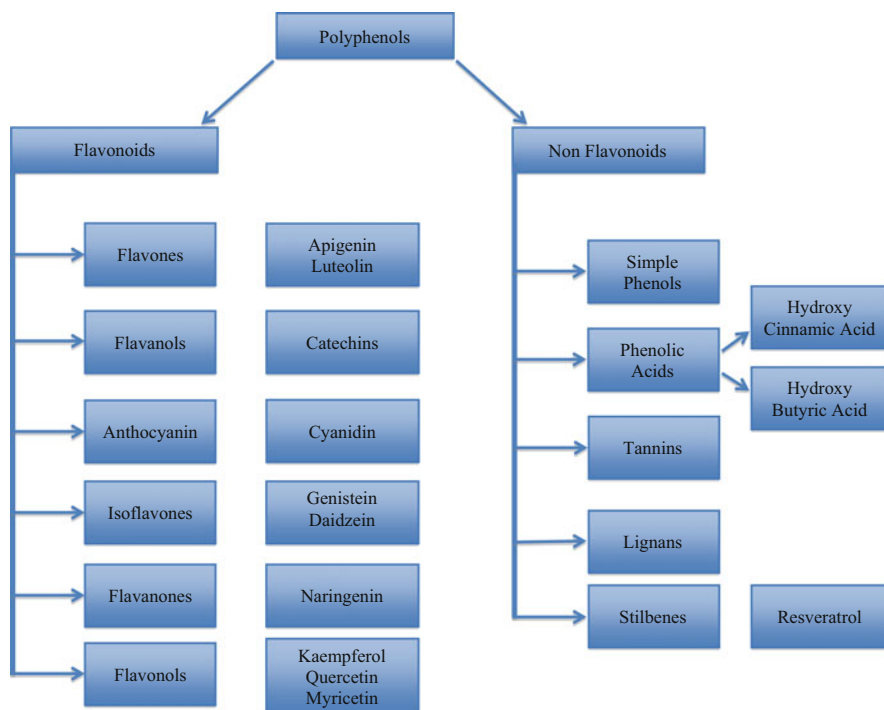 Polyphenols
Flavonoids
Non Flavonoids
Flavones
Apigenin
Luteolin
Flavanols
Catechins
Anthocyanin
Cyanidin
Isoflavones
Genistein
Daidzein
Flavanones
Naringenin
Flavonols
Kaempferol
Quercetin
Myricetin
Simple
Phenols
Phenolic
Acids
Hydroxy
Cinnamic Acid
Hydroxy
Butyric Acid
Tannins
Lignans
Stilbenes
Resveratrol